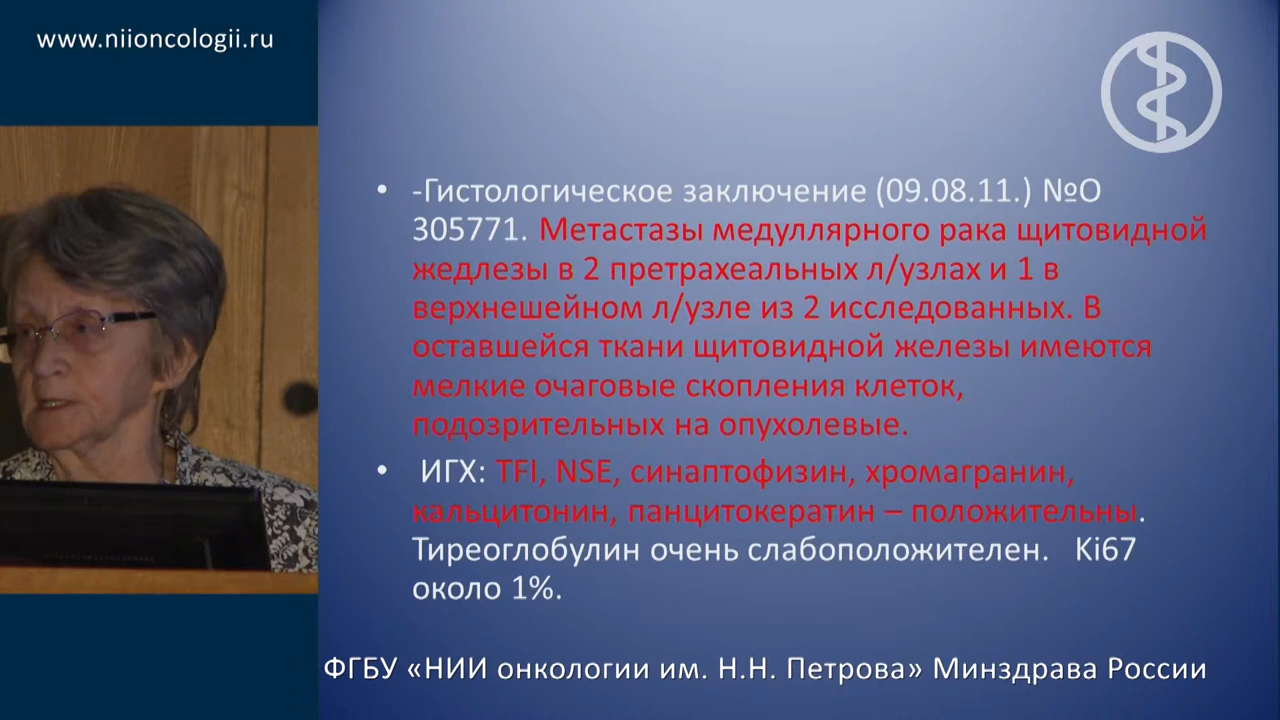 www.niioncologii.ru
• -Гистологическое заключение (09.08.11.) №О
305771. Метастазы медуллярного рака щитовидной
жедлезы в 2 претрахеальных л/узлах и 1 в
верхнешейном л/узле из 2 исследованных. В
оставшейся ткани щитовидной железы имеются
мелкие очаговые скопления клеток,
подозрительных на опухолевые.
• ИГХ: TFI, NSE, синаптофизин, хромагранин,
кальцитонин, панцитокератин – положительны.
Тиреоглобулин очень слабоположителен. Ki67
около 1%.
ФГБУ «НИИ онкологии им. Н.Н. Петрова» Минздрава России